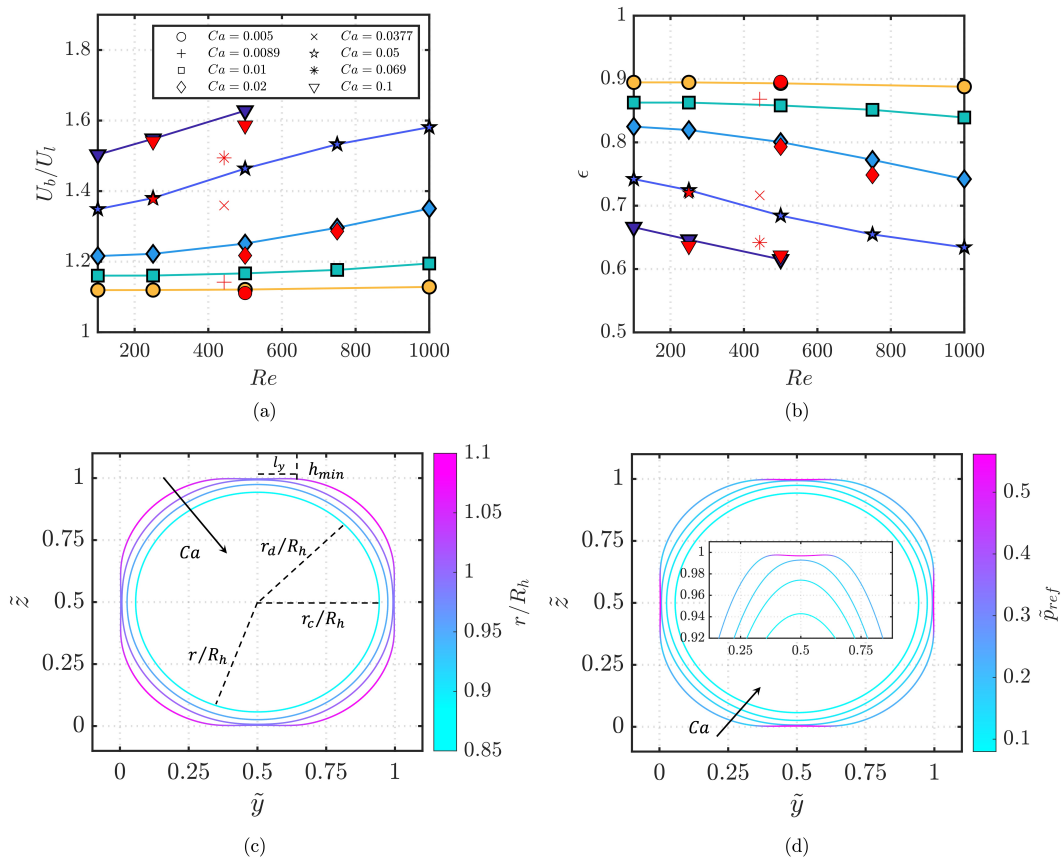 1.8
1.6
1.4
1.2
1
U_b/U_l
200 400 600 800 1000
Re
Ca = 0.005
Ca = 0.0089
Ca = 0.01
Ca = 0.02
Ca = 0.0377
Ca = 0.05
Ca = 0.069
Ca = 0.1
(a)
1
0.9
0.8
0.7
0.6
0.5
ϵ
200 400 600 800 1000
Re
(b)
1
0.75
0.5
0.25
0
z̃
l_y
h_min
Ca
r_d/R_h
r_c/R_h
r/R_h
0 0.25 0.5 0.75 1
ỹ
1.1
1.05
1
0.95
0.9
0.85
r/R_h
(c)
1
0.75
0.5
0.25
0
z̃
1
0.98
0.96
0.94
0.92
0.25 0.5 0.75
Ca
0 0.25 0.5 0.75 1
ỹ
0.5
0.4
0.3
0.2
0.1
p̃_ref
(d)